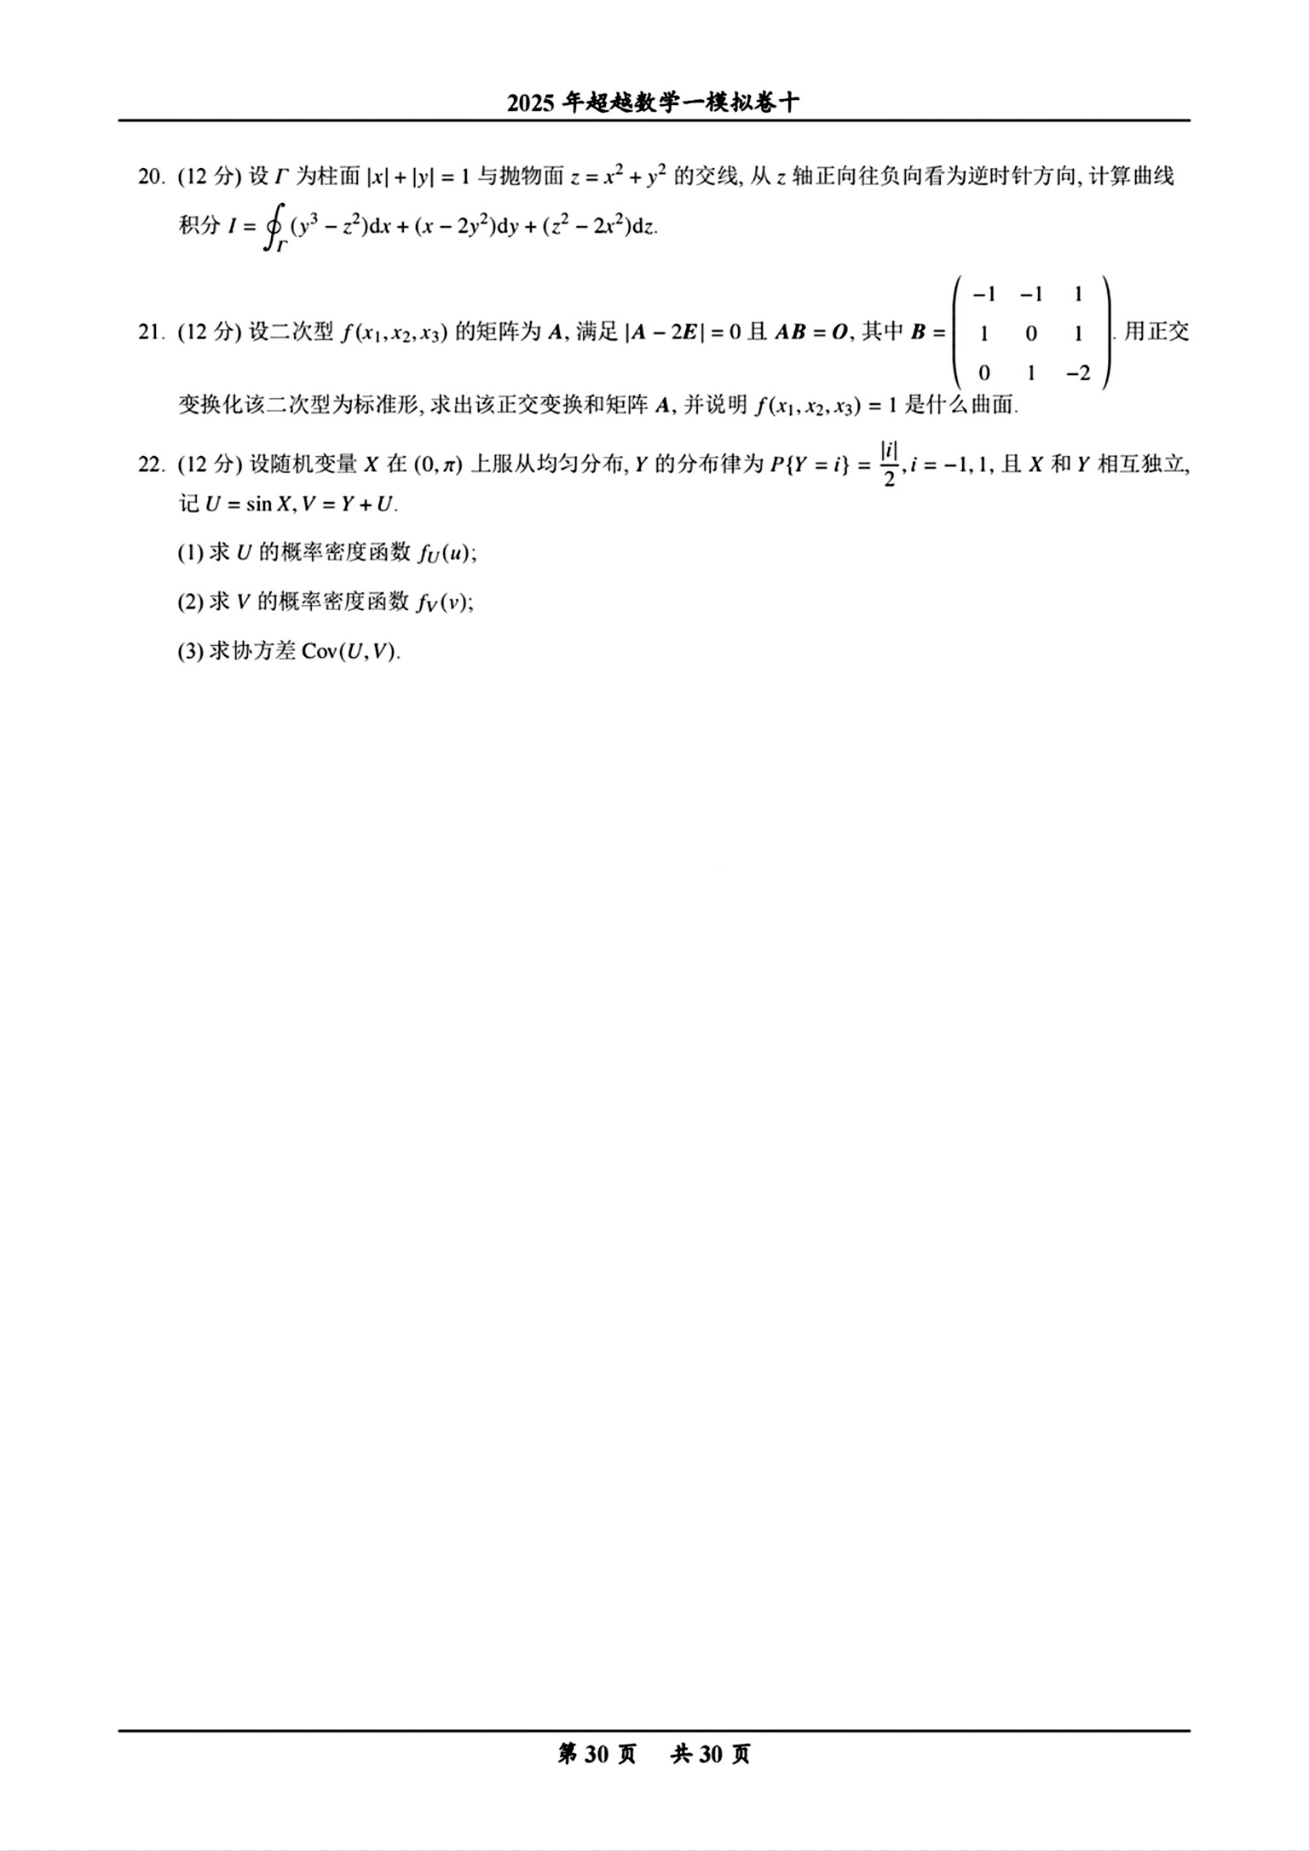 2025 年超越数学一模拟卷十
20. (12 分) 设 Γ 为柱面 |x| + |y| = 1 与抛物面 z = x² + y² 的交线, 从 z 轴正向往负向看为逆时针方向, 计算曲线
积分 I = ∮_Γ (y³ − z²)dx + (x − 2y²)dy + (z² − 2x²)dz.
21. (12 分) 设二次型 f(x₁, x₂, x₃) 的矩阵为 A, 满足 |A − 2E| = 0 且 AB = O, 其中 B = ( −1 −1 1 ; 1 0 1 ; 0 1 −2 ). 用正交
变换化该二次型为标准形, 求出该正交变换和矩阵 A, 并说明 f(x₁, x₂, x₃) = 1 是什么曲面.
22. (12 分) 设随机变量 X 在 (0, π) 上服从均匀分布, Y 的分布律为 P{Y = i} = |i|/2, i = −1, 1, 且 X 和 Y 相互独立,
记 U = sin X, V = Y + U.
(1) 求 U 的概率密度函数 f_U(u);
(2) 求 V 的概率密度函数 f_V(v);
(3) 求协方差 Cov(U, V).
第 30 页 共 30 页